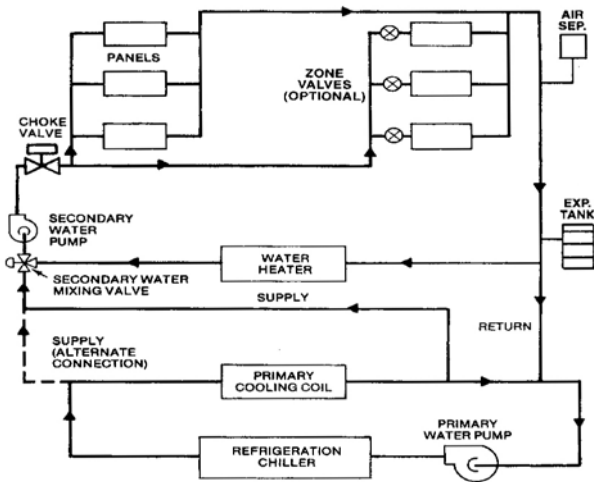 AIR
SEP.
PANELS
ZONE
VALVES
(OPTIONAL)
CHOKE
VALVE
SECONDARY
WATER
PUMP
EXP.
TANK
WATER
HEATER
SECONDARY WATER
MIXING VALVE
SUPPLY
RETURN
SUPPLY
(ALTERNATE
CONNECTION)
PRIMARY
COOLING COIL
PRIMARY
WATER PUMP
REFRIGERATION
CHILLER